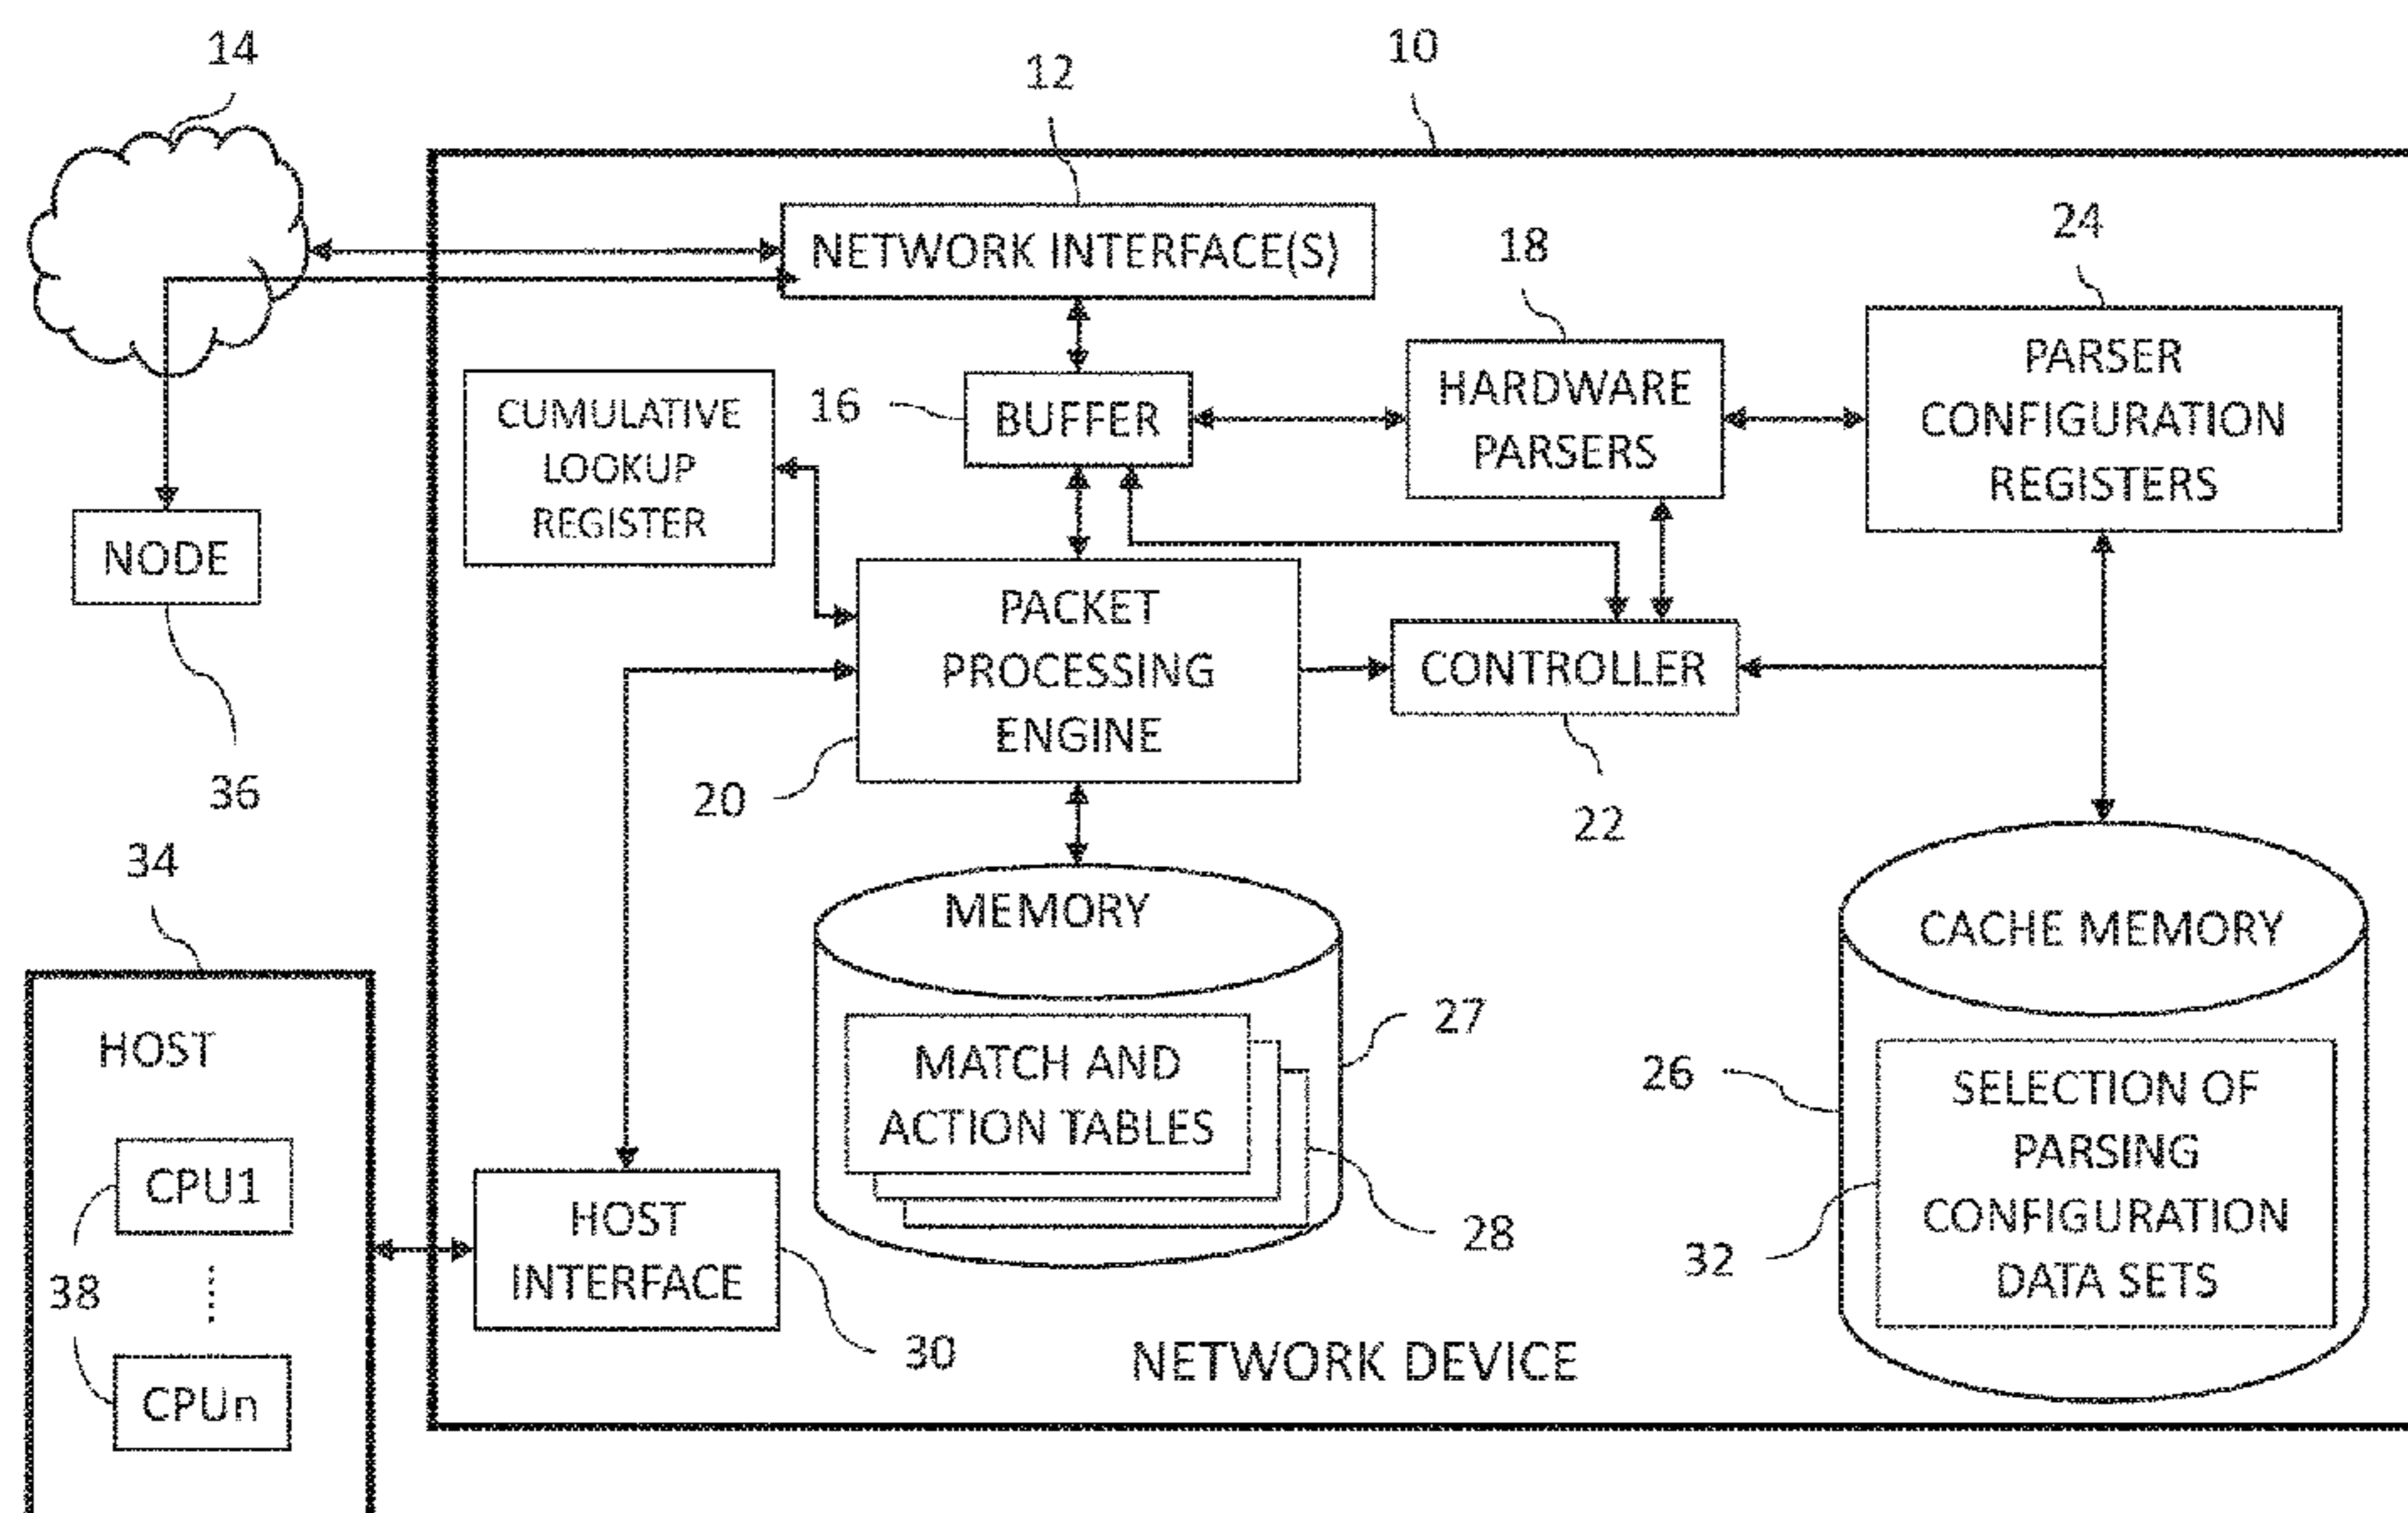 14
10
12
24
18
NETWORK INTERFACE(S)
PARSER
CONFIGURATION
REGISTERS
HARDWARE
PARSERS
16
BUFFER
CUMULATIVE
LOOKUP
REGISTER
NODE
PACKET
PROCESSING
ENGINE
CONTROLLER
36
20
22
34
MEMORY
CACHE MEMORY
27
HOST
MATCH AND
ACTION TABLES
26
SELECTION OF
PARSING
CONFIGURATION
DATA SETS
CPU1
HOST
INTERFACE
28
32
38
30
NETWORK DEVICE
CPUn